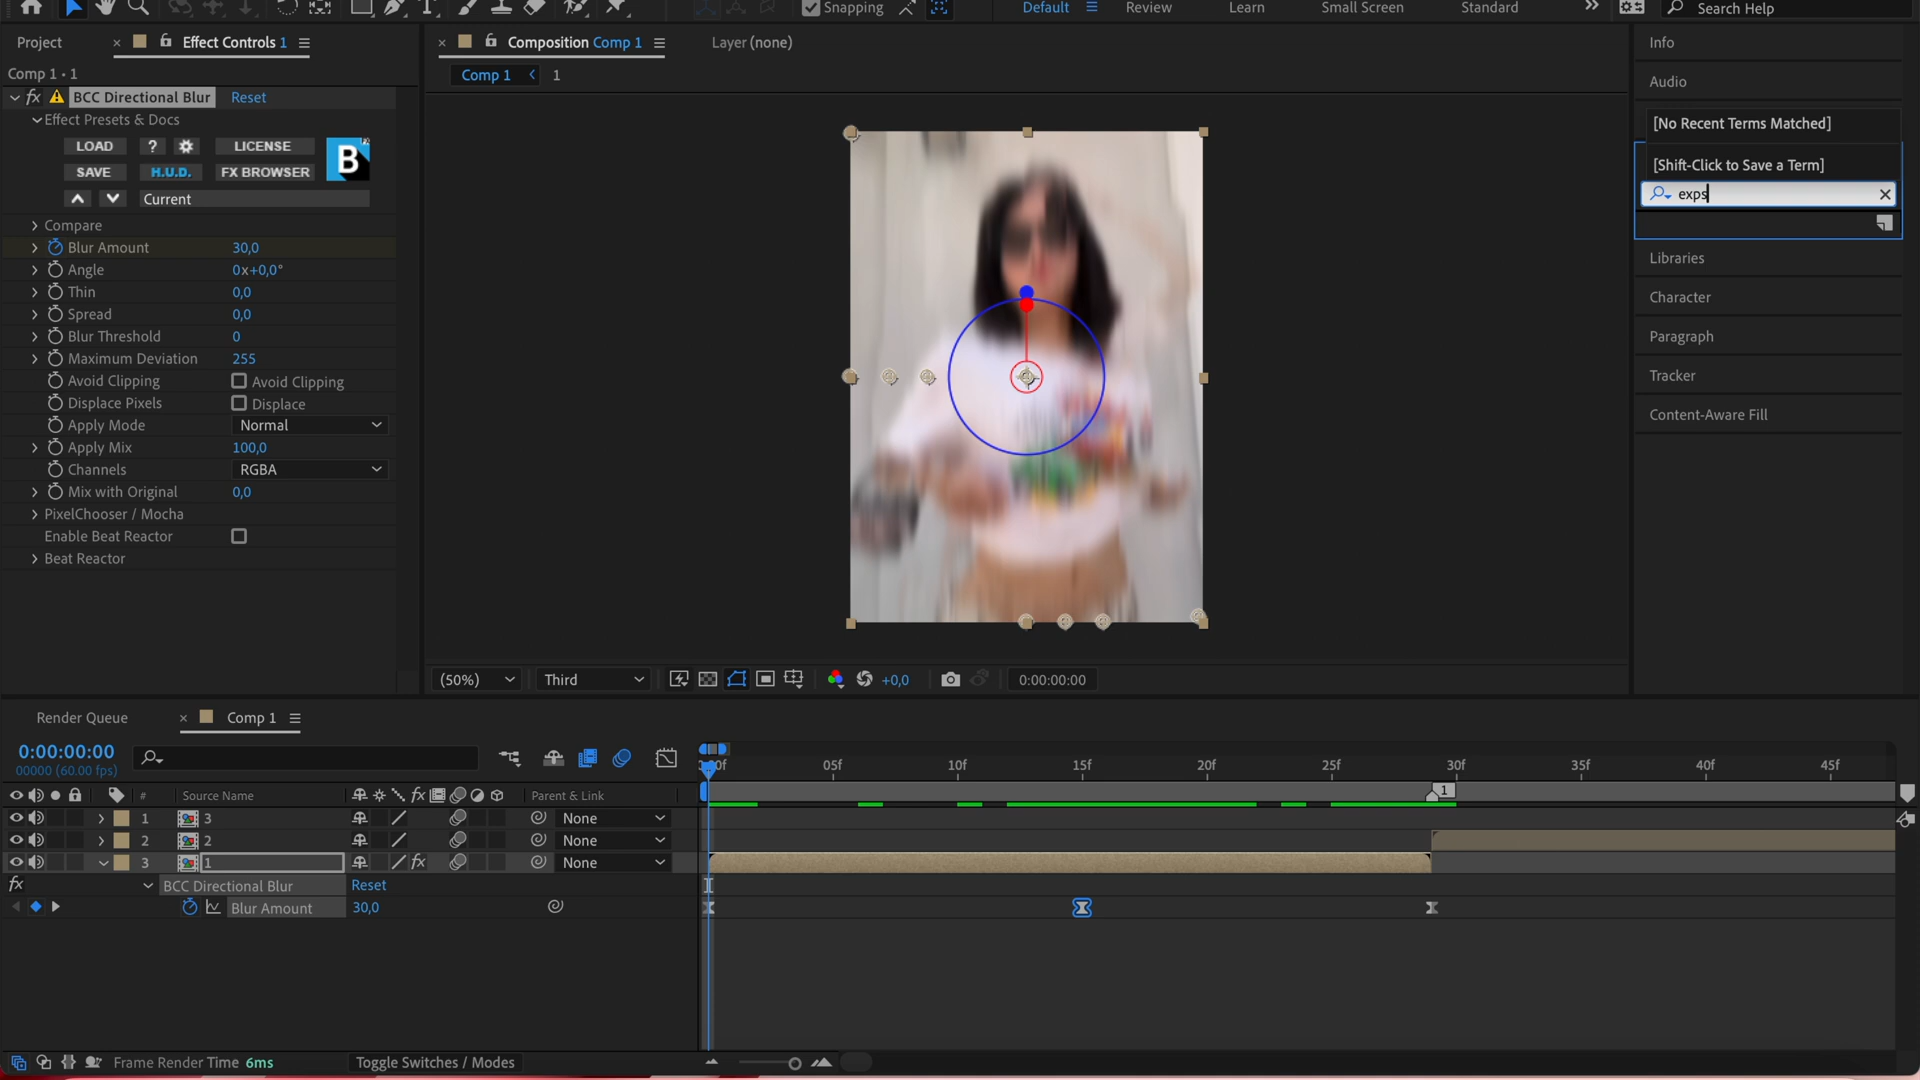 Snapping
Default
Review
Learn
Small Screen
Standard
Search Help
Project
Effect Controls 1
Composition Comp 1
Layer (none)
Info
Comp 1 • 1
Comp 1
1
Audio
fx BCC Directional Blur Reset
Effect Presets & Docs
LOAD ? LICENSE
SAVE H.U.D. FX BROWSER
B
Current
Compare
Blur Amount 30,0
Angle 0x+0,0°
Thin 0,0
Spread 0,0
Blur Threshold 0
Maximum Deviation 255
Avoid Clipping Avoid Clipping
Displace Pixels Displace
Apply Mode Normal
Apply Mix 100,0
Channels RGBA
Mix with Original 0,0
PixelChooser / Mocha
Enable Beat Reactor
Beat Reactor
[No Recent Terms Matched]
[Shift-Click to Save a Term]
exps
Libraries
Character
Paragraph
Tracker
Content-Aware Fill
(50%)
Third
+0,0
0:00:00:00
Render Queue
Comp 1
0:00:00:00
00000 (60.00 fps)
05f 10f 15f 20f 25f 30f 35f 40f 45f
# Source Name fx Parent & Link
1
1 3 None
2 2 None
3 1 fx None
fx BCC Directional Blur Reset
Blur Amount 30,0
Frame Render Time 6ms
Toggle Switches / Modes